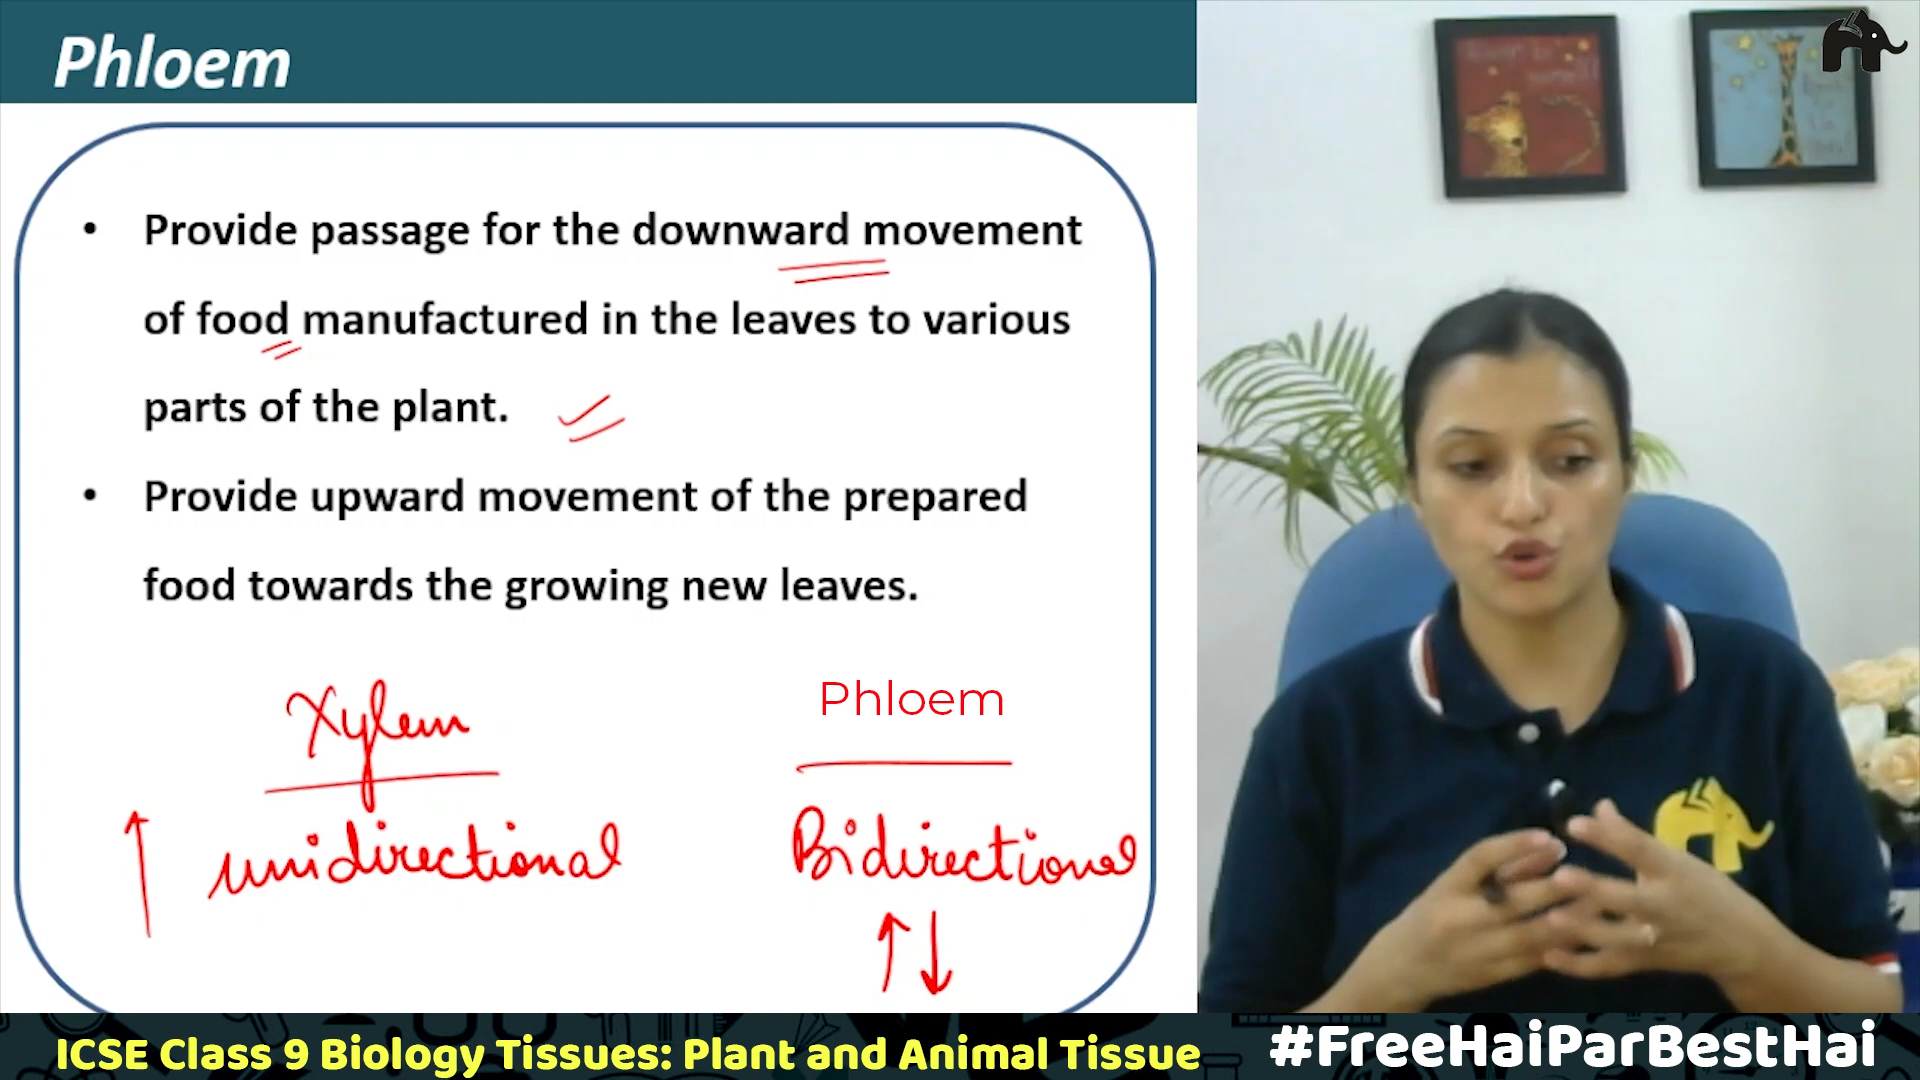 Phloem
• Provide passage for the downward movement
of food manufactured in the leaves to various
parts of the plant.
• Provide upward movement of the prepared
food towards the growing new leaves.
Xylem
Phloem
unidirectional
Bidirectional
ICSE Class 9 Biology Tissues: Plant and Animal Tissue
#FreeHaiParBestHai